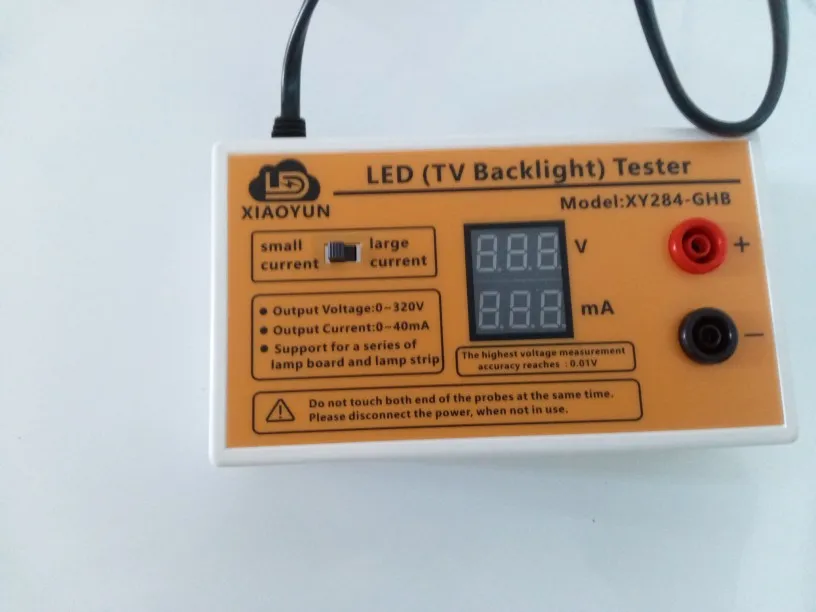 LED (TV Backlight) Tester
XIAOYUN
Model:XY284-GHB
small
current
large
current
V
mA
+
−
● Output Voltage:0~320V
● Output Current:0~40mA
● Support for a series of
lamp board and lamp strip
The highest voltage measurement
accuracy reaches : 0.01V
Do not touch both end of the probes at the same time.
Please disconnect the power, when not in use.